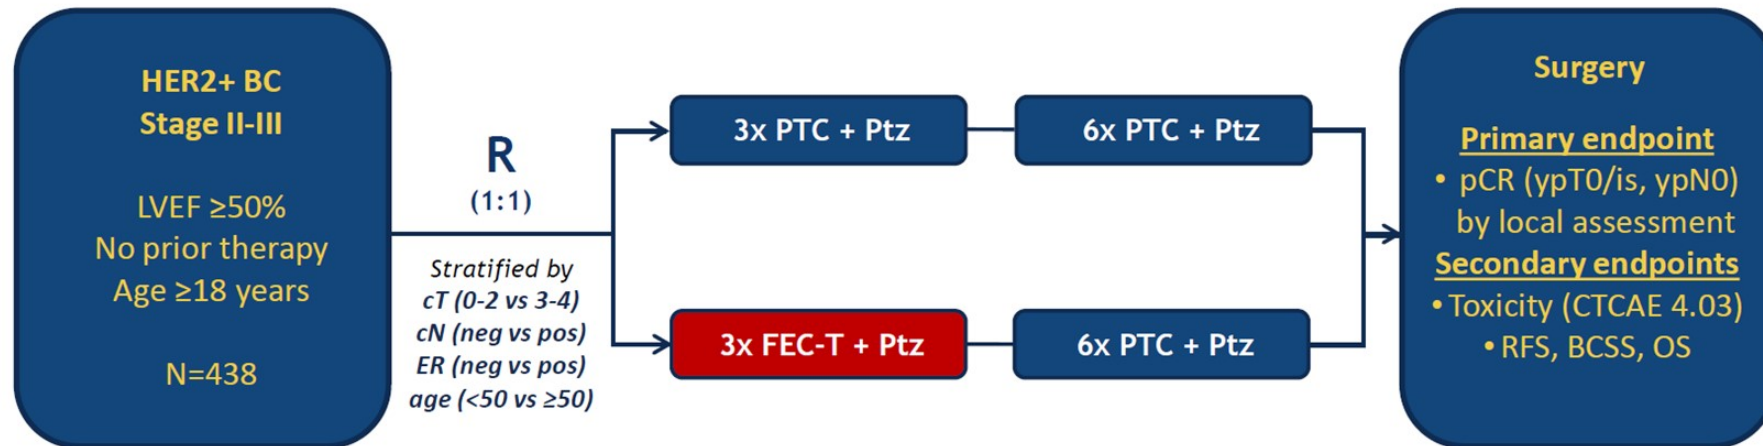 HER2+ BC
Stage II-III
LVEF ≥50%
No prior therapy
Age ≥18 years
N=438
R
(1:1)
Stratified by
cT (0-2 vs 3-4)
cN (neg vs pos)
ER (neg vs pos)
age (<50 vs ≥50)
3x PTC + Ptz
6x PTC + Ptz
3x FEC-T + Ptz
6x PTC + Ptz
Surgery
Primary endpoint
• pCR (ypT0/is, ypN0)
by local assessment
Secondary endpoints
• Toxicity (CTCAE 4.03)
• RFS, BCSS, OS